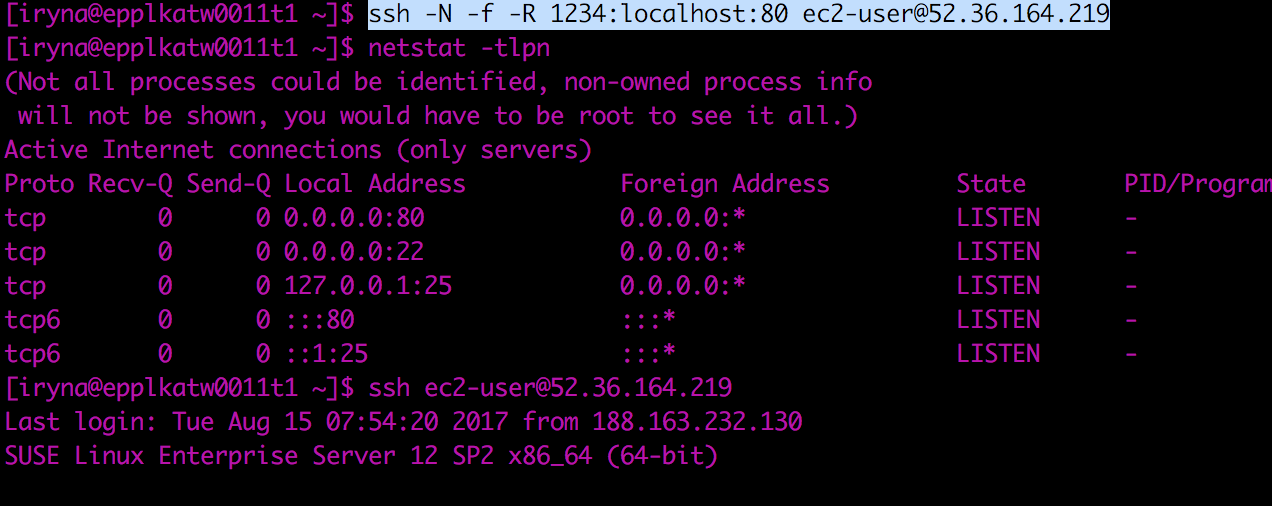 [iryna@epplkatw0011t1 ~]$ ssh -N -f -R 1234:localhost:80 ec2-user@52.36.164.219
[iryna@epplkatw0011t1 ~]$ netstat -tlpn
(Not all processes could be identified, non-owned process info
 will not be shown, you would have to be root to see it all.)
Active Internet connections (only servers)
Proto Recv-Q Send-Q Local Address           Foreign Address         State       PID/Program
tcp        0      0 0.0.0.0:80              0.0.0.0:*               LISTEN      -
tcp        0      0 0.0.0.0:22              0.0.0.0:*               LISTEN      -
tcp        0      0 127.0.0.1:25            0.0.0.0:*               LISTEN      -
tcp6       0      0 :::80                   :::*                    LISTEN      -
tcp6       0      0 ::1:25                  :::*                    LISTEN      -
[iryna@epplkatw0011t1 ~]$ ssh ec2-user@52.36.164.219
Last login: Tue Aug 15 07:54:20 2017 from 188.163.232.130
SUSE Linux Enterprise Server 12 SP2 x86_64 (64-bit)